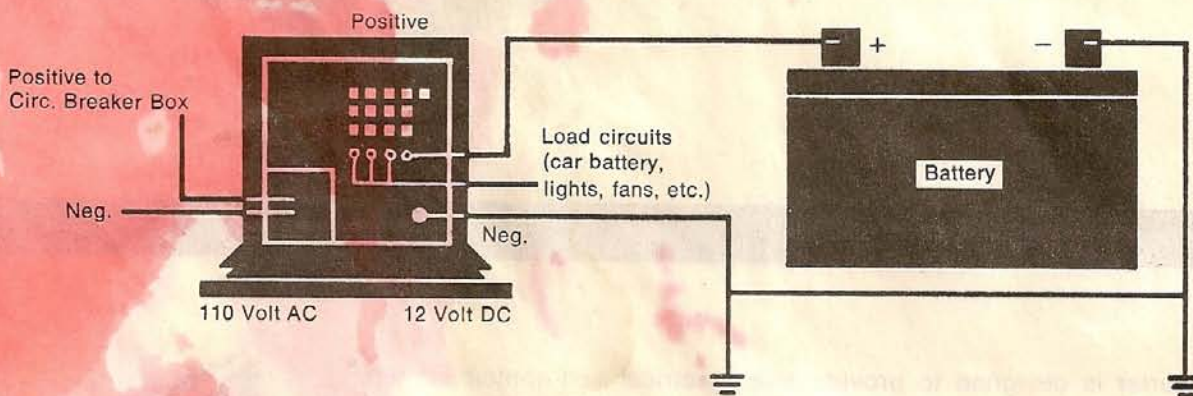 Positive
+
−
Positive to
Circ. Breaker Box
Load circuits
(car battery,
lights, fans, etc.)
Battery
Neg.
Neg.
110 Volt AC
12 Volt DC